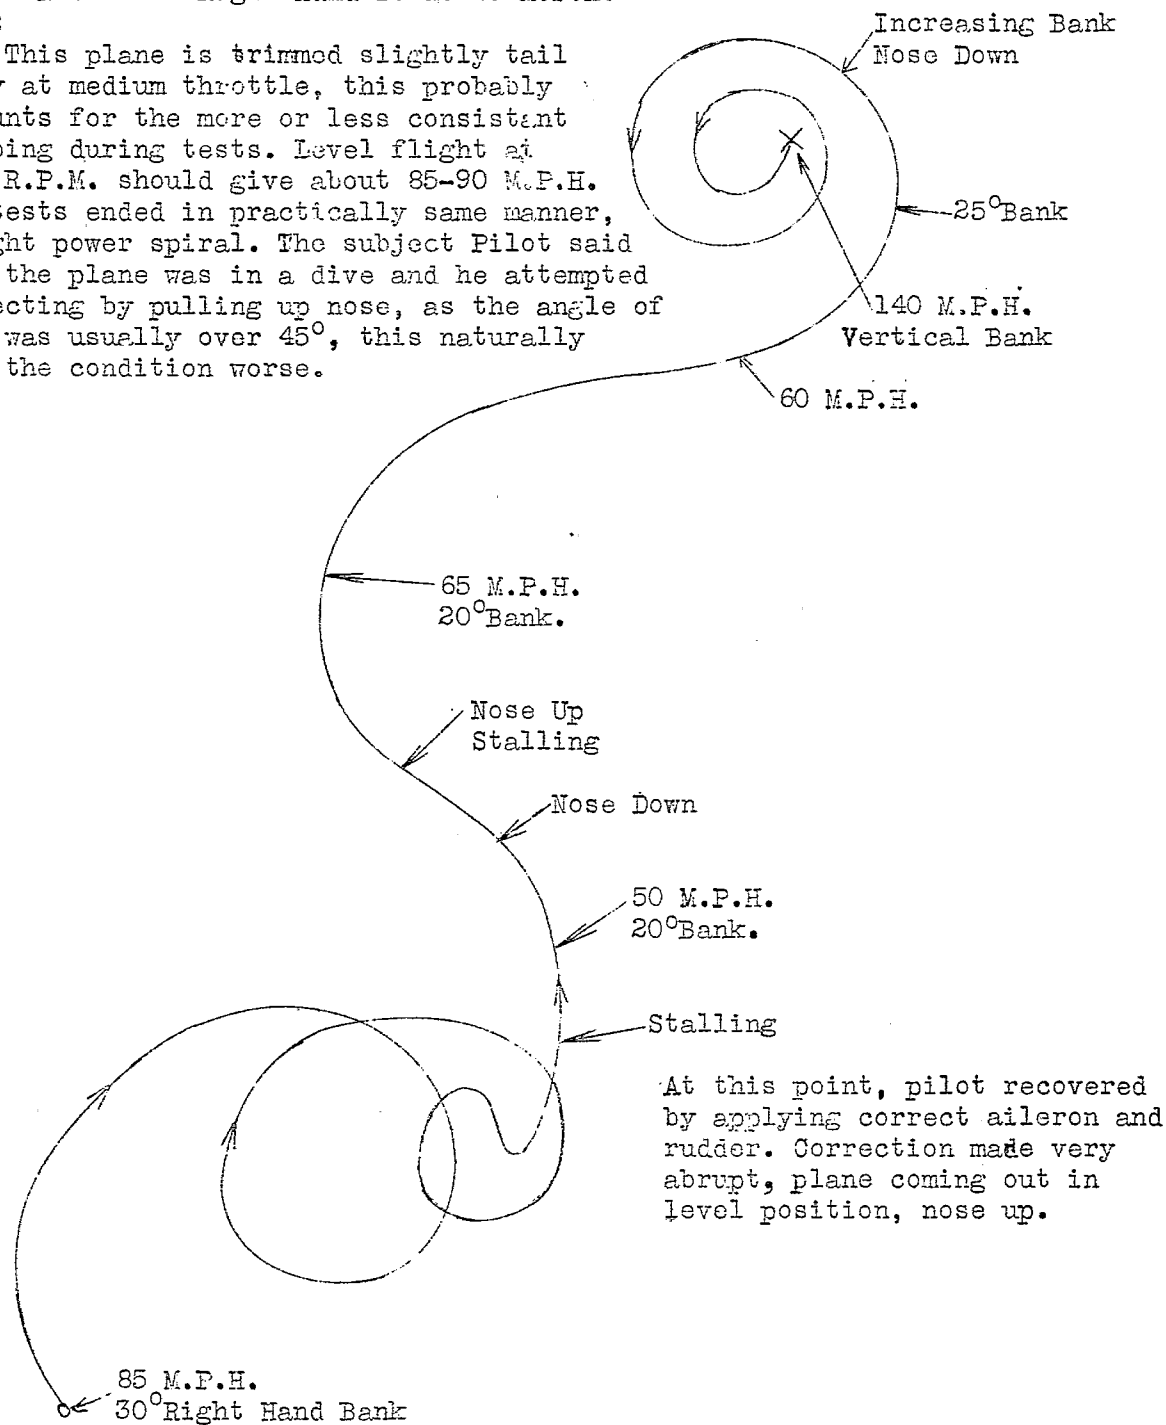 This plane is trimmed slightly tail
at medium throttle, this probably
unts for the more or less consistent
ping during tests. Level flight at
R.P.M. should give about 85-90 M.P.H.
tests ended in practically same manner,
ght power spiral. The subject Pilot said
the plane was in a dive and he attempted
ecting by pulling up nose, as the angle of
was usually over 45°, this naturally
the condition worse.
Increasing Bank
Nose Down
25°Bank
140 M.P.H.
Vertical Bank
60 M.P.H.
65 M.P.H.
20°Bank.
Nose Up
Stalling
Nose Down
50 M.P.H.
20°Bank.
Stalling
At this point, pilot recovered
by applying correct aileron and
rudder. Correction made very
abrupt, plane coming out in
level position, nose up.
85 M.P.H.
30°Right Hand Bank